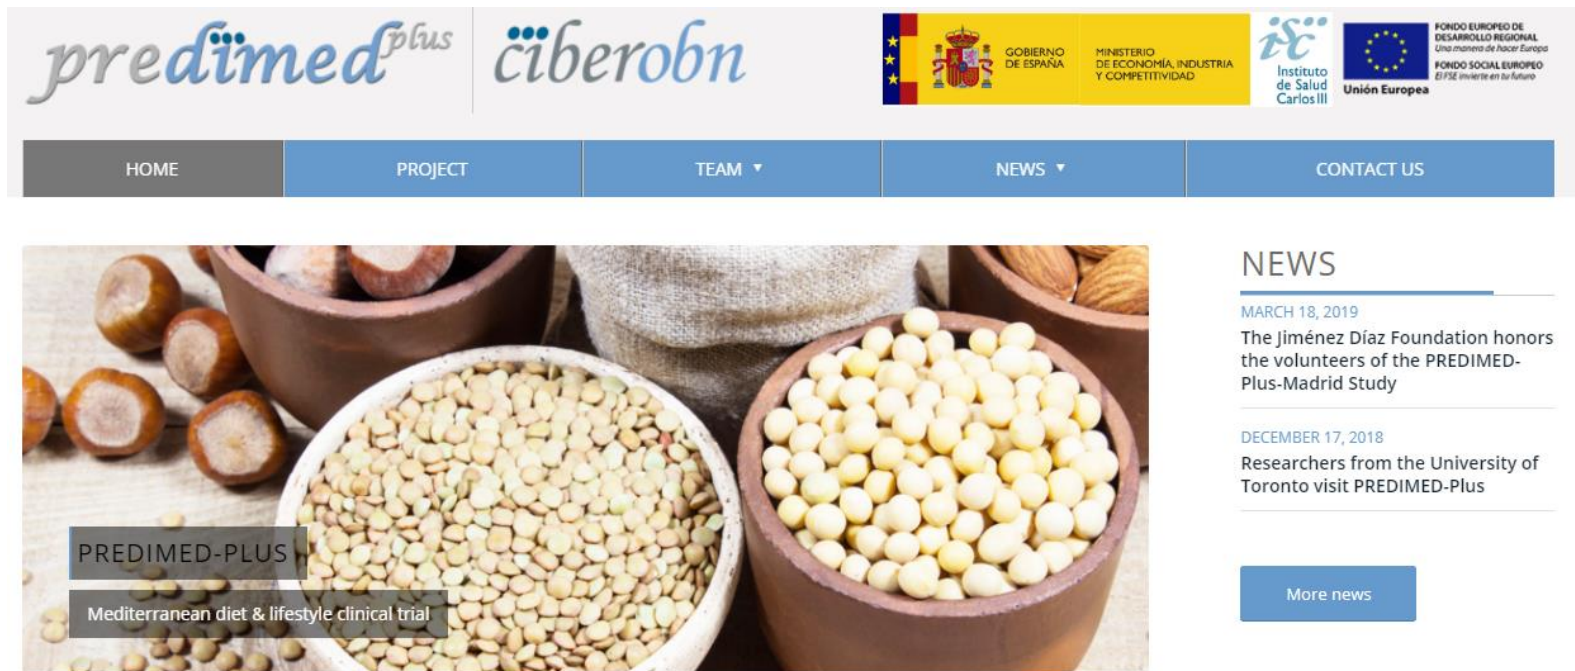 predimed plus
ciberobn
GOBIERNO
DE ESPAÑA
MINISTERIO
DE ECONOMÍA, INDUSTRIA
Y COMPETITIVIDAD
isc
Instituto
de Salud
Carlos III
Unión Europea
FONDO EUROPEO DE
DESARROLLO REGIONAL
Una manera de hacer Europa
FONDO SOCIAL EUROPEO
El FSE invierte en tu futuro
HOME
PROJECT
TEAM
NEWS
CONTACT US
PREDIMED-PLUS
Mediterranean diet & lifestyle clinical trial
NEWS
MARCH 18, 2019
The Jiménez Díaz Foundation honors
the volunteers of the PREDIMED-
Plus-Madrid Study
DECEMBER 17, 2018
Researchers from the University of
Toronto visit PREDIMED-Plus
More news